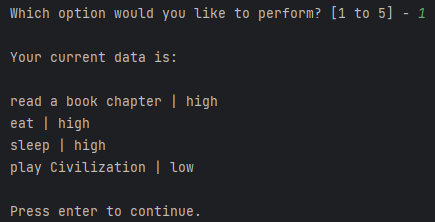 Which option would you like to perform? [1 to 5] - 1
Your current data is:
read a book chapter | high
eat | high
sleep | high
play Civilization | low
Press enter to continue.